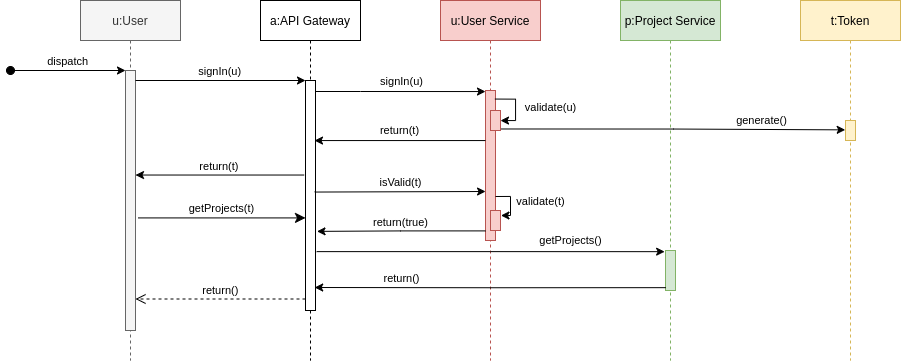 u:User
a:API Gateway
u:User Service
p:Project Service
t:Token
dispatch
signIn(u)
signIn(u)
validate(u)
generate()
return(t)
return(t)
isValid(t)
validate(t)
getProjects(t)
return(true)
getProjects()
return()
return()